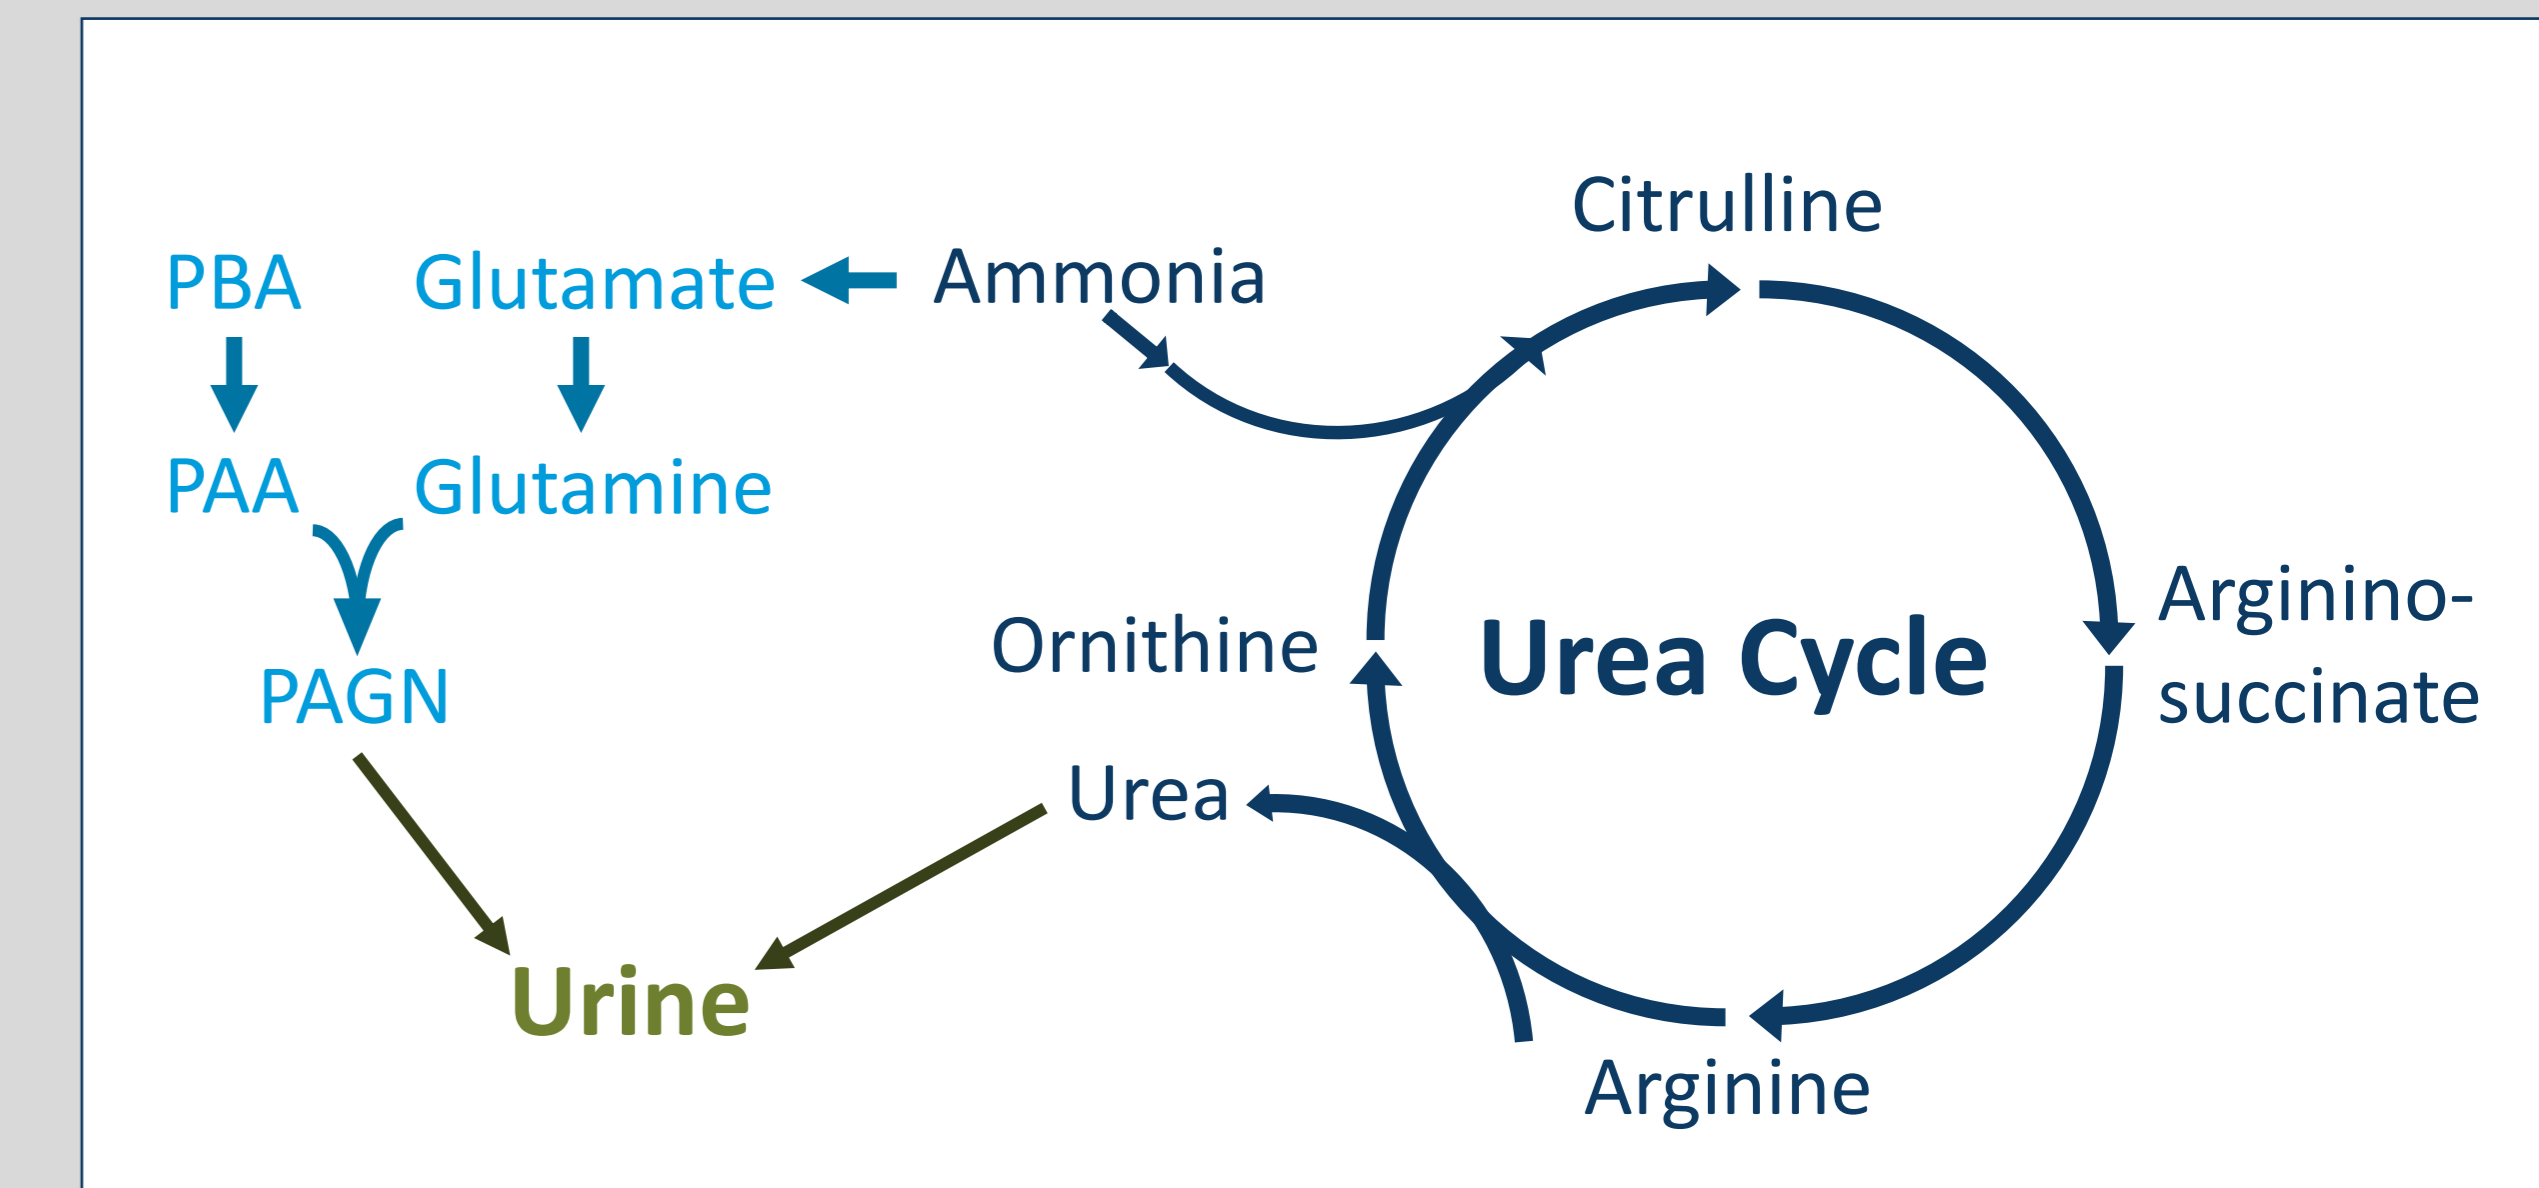 Citrulline
PBA
Glutamate
Ammonia
PAA
Glutamine
Arginino-
succinate
Ornithine
Urea Cycle
PAGN
Urea
Urine
Arginine